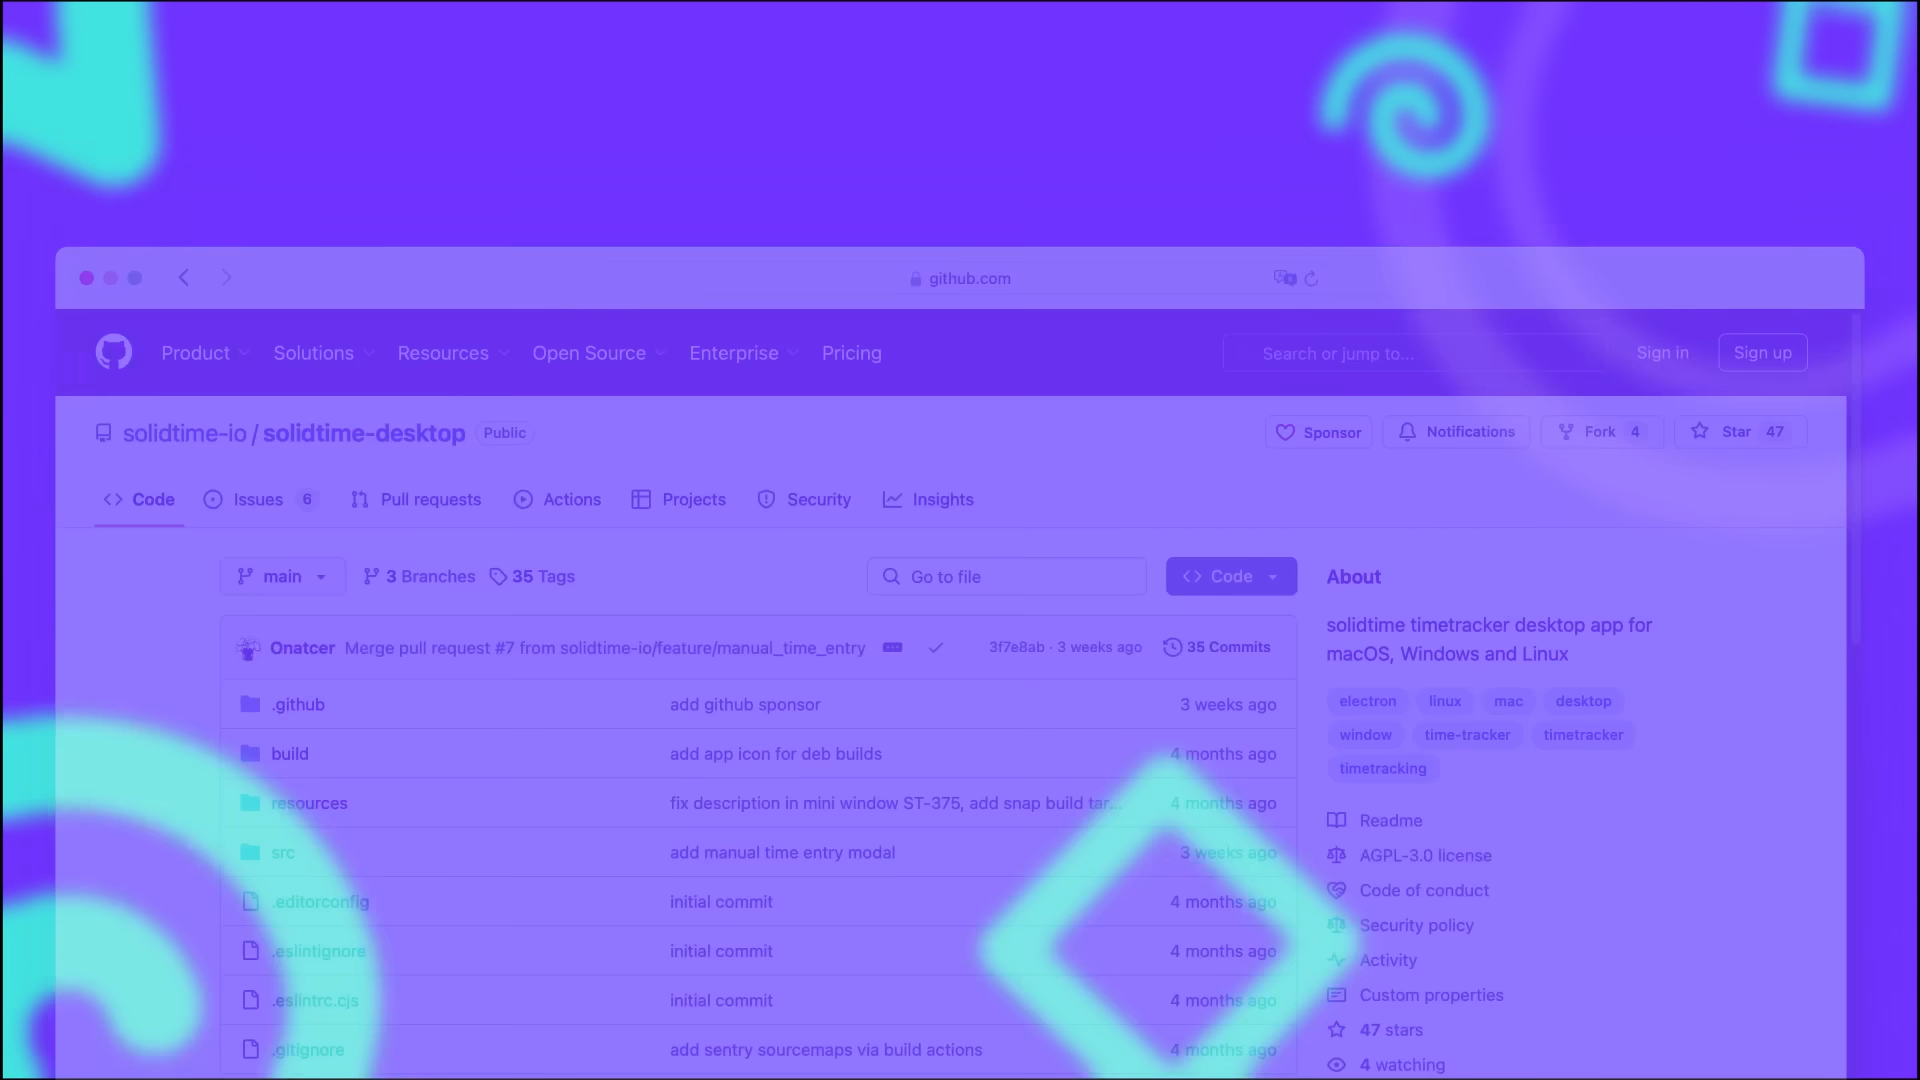 github.com
Product Solutions Resources Open Source Enterprise Pricing Search or jump to... Sign in Sign up
solidtime-io / solidtime-desktop Public Sponsor Notifications Fork 4 Star 47
Code Issues 6 Pull requests Actions Projects Security Insights
main 3 Branches 35 Tags Go to file Code
Onatcer Merge pull request #7 from solidtime-io/feature/manual_time_entry 3f7e8ab · 3 weeks ago 35 Commits
.github add github sponsor 3 weeks ago
build add app icon for deb builds 4 months ago
resources fix description in mini window ST-375, add snap build tar... 4 months ago
src add manual time entry modal 3 weeks ago
.editorconfig initial commit 4 months ago
.eslintignore initial commit 4 months ago
.eslintrc.cjs initial commit 4 months ago
.gitignore add sentry sourcemaps via build actions 4 months ago
About
solidtime timetracker desktop app for
macOS, Windows and Linux
electron linux mac desktop
window time-tracker timetracker
timetracking
Readme
AGPL-3.0 license
Code of conduct
Security policy
Activity
Custom properties
47 stars
4 watching